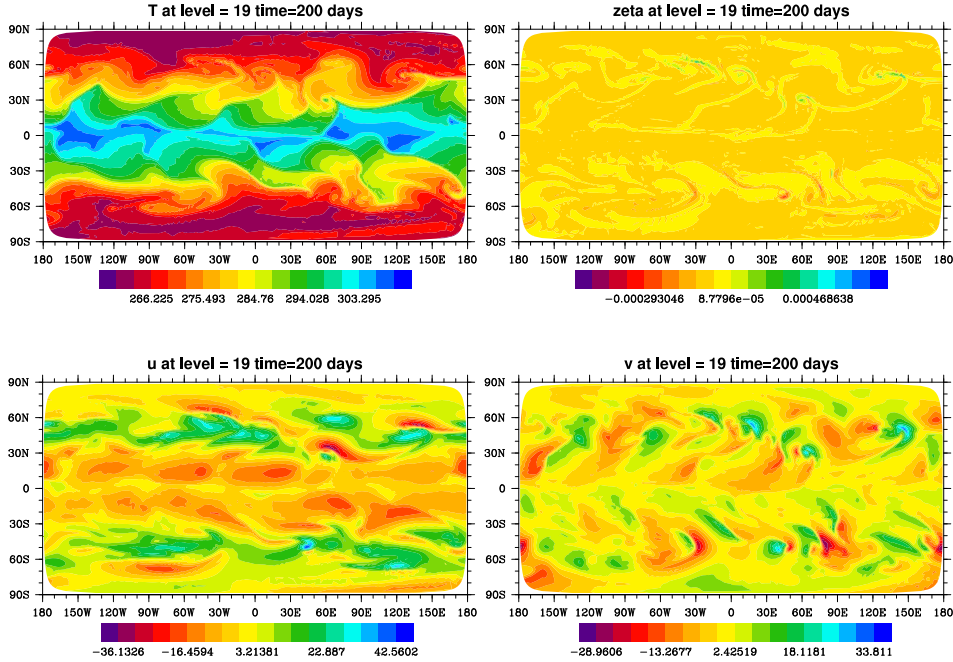 T at level = 19 time=200 days
zeta at level = 19 time=200 days
90N
60N
30N
0
30S
60S
90S
180 150W 120W 90W 60W 30W 0 30E 60E 90E 120E 150E 180
266.225 275.493 284.76 294.028 303.295
90N
60N
30N
0
30S
60S
90S
180 150W 120W 90W 60W 30W 0 30E 60E 90E 120E 150E 180
−0.000293046 8.7796e−05 0.000468638
u at level = 19 time=200 days
v at level = 19 time=200 days
90N
60N
30N
0
30S
60S
90S
180 150W 120W 90W 60W 30W 0 30E 60E 90E 120E 150E 180
−36.1326 −16.4594 3.21381 22.887 42.5602
90N
60N
30N
0
30S
60S
90S
180 150W 120W 90W 60W 30W 0 30E 60E 90E 120E 150E 180
−28.9606 −13.2677 2.42519 18.1181 33.811